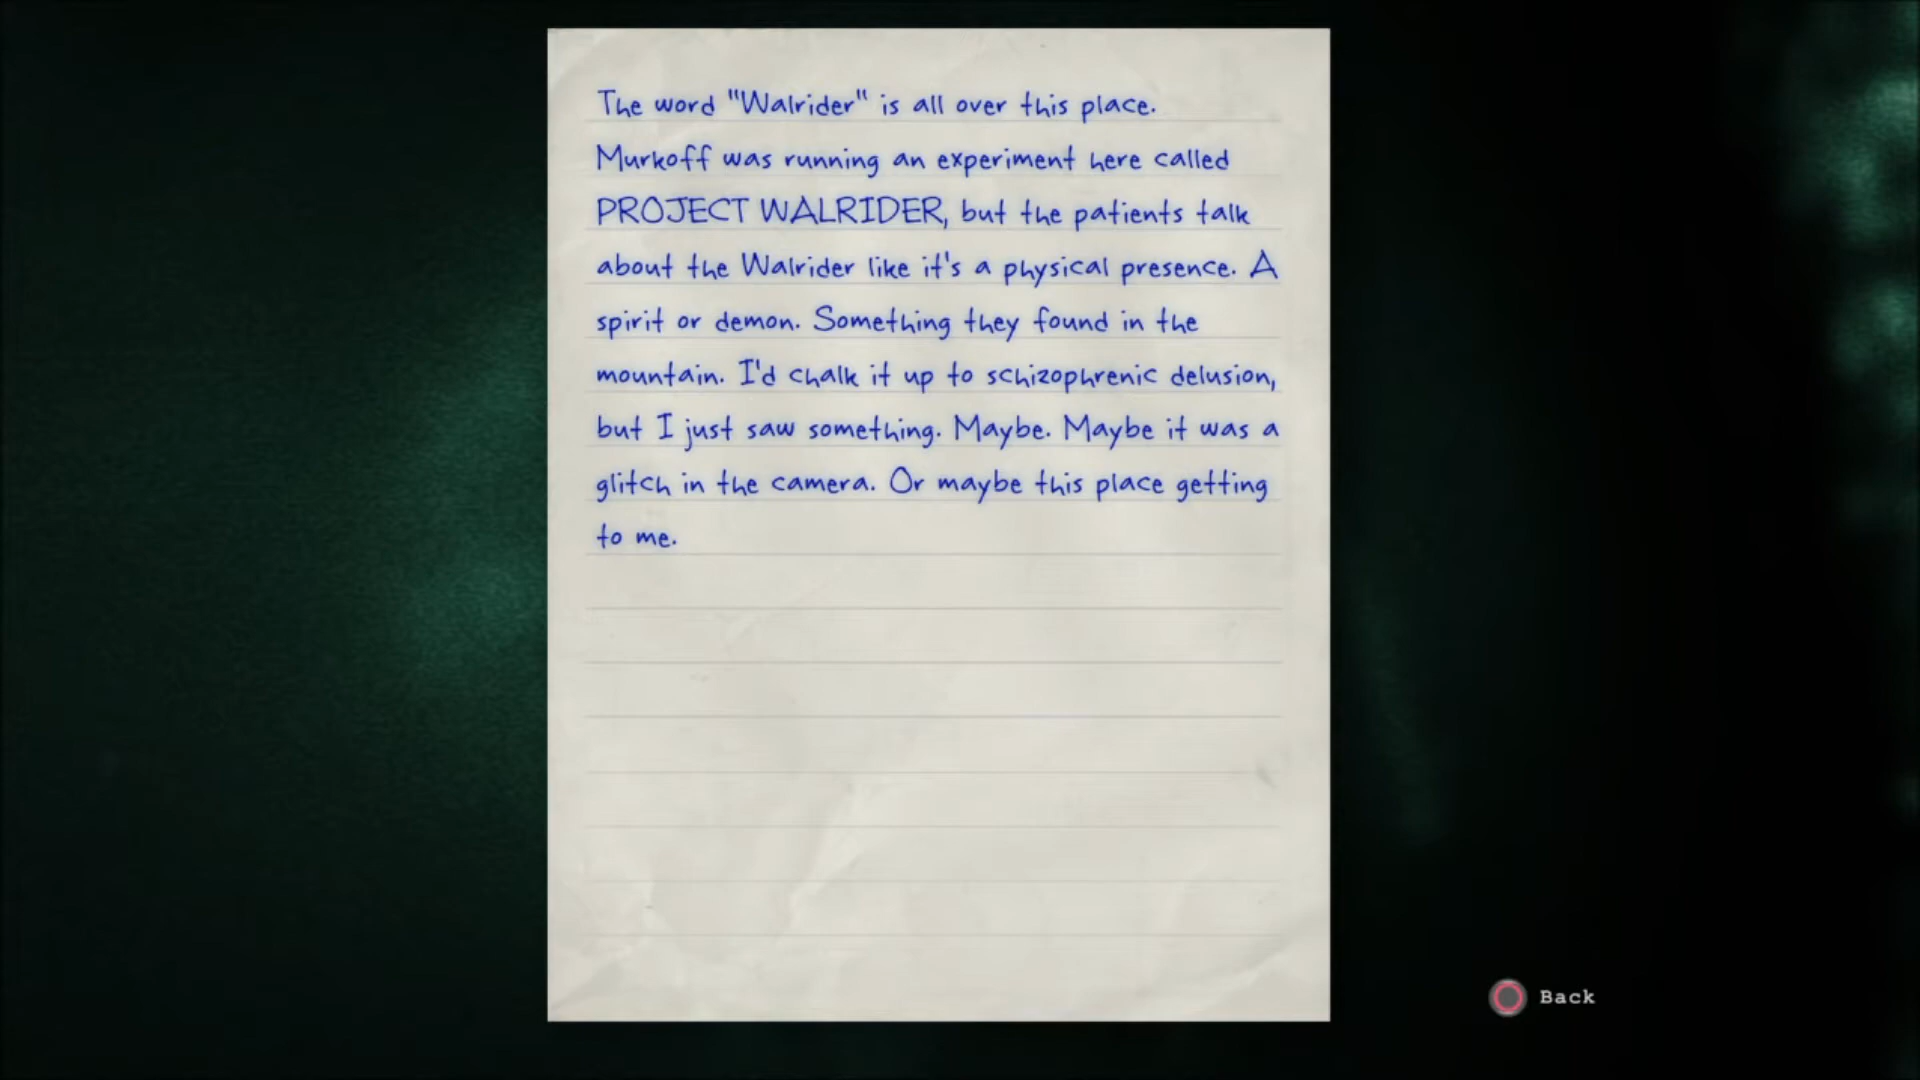 The word "Walrider" is all over this place.
Murkoff was running an experiment here called
PROJECT WALRIDER, but the patients talk
about the Walrider like it's a physical presence. A
spirit or demon. Something they found in the
mountain. I'd chalk it up to schizophrenic delusion,
but I just saw something. Maybe. Maybe it was a
glitch in the camera. Or maybe this place getting
to me.
Back